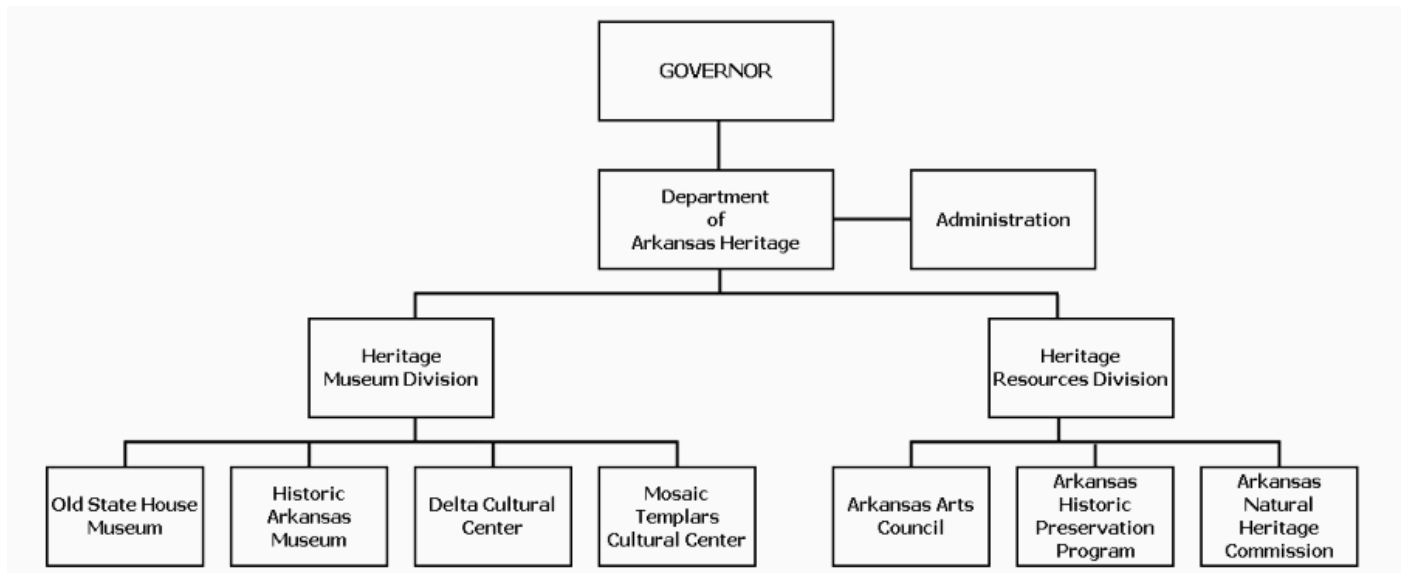 GOVERNOR
Department
of
Arkansas Heritage
Administration
Heritage
Museum Division
Heritage
Resources Division
Old State House
Museum
Historic
Arkansas
Museum
Delta Cultural
Center
Mosaic
Templars
Cultural Center
Arkansas Arts
Council
Arkansas
Historic
Preservation
Program
Arkansas
Natural
Heritage
Commission